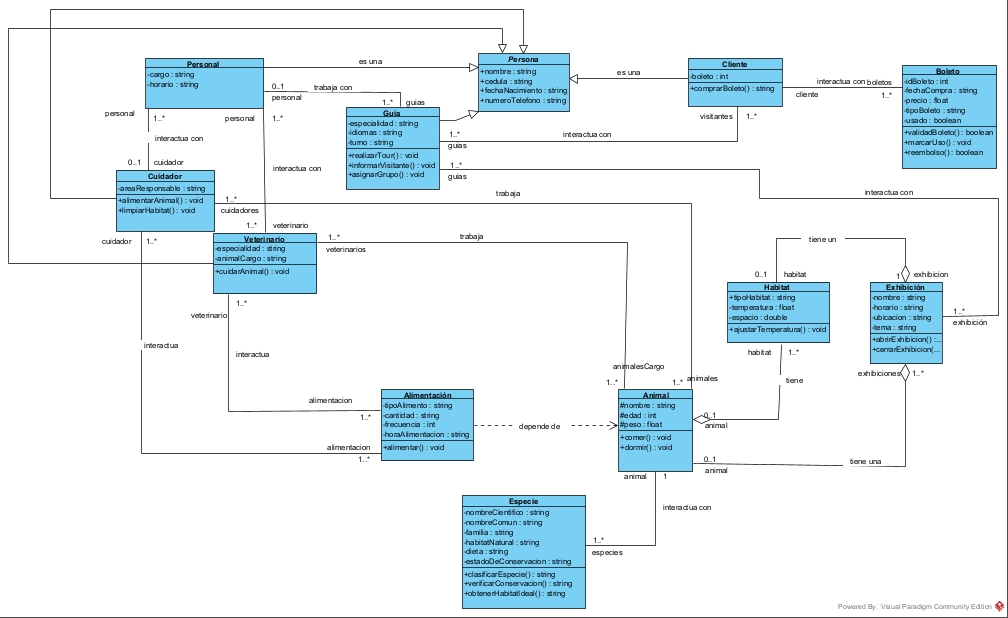 Personal
-cargo : string
-horario : string
es una
Persona
+nombre : string
+cedula : string
+fechaNacimiento : string
+numeroTelefono : string
es una
Cliente
-boleto : int
+comprarBoleto() : string
interactua con
boletos
1..*
cliente
Boleto
-idBoleto : int
-fechaCompra : string
-precio : float
-tipoBoleto : string
-usado : boolean
+validadBoleto() : boolean
+marcarUso() : void
+reembolso() : boolean
0..1
personal
trabaja con
1..*
guias
Guía
-especialidad : string
-idiomas : string
-turno : string
+realizarTour() : void
+informarVisitante() : void
+asignarGrupo() : void
1..*
guias
interactua con
visitantes
1..*
1..*
guias
interactua con
personal
1..*
interactua con
0..1
cuidador
personal
1..*
interactua con
1..*
veterinario
Cuidador
-areaResponsable : string
+alimentarAnimal() : void
+limpiarHabitat() : void
1..*
cuidadores
trabaja
cuidador
1..*
Veterinario
-especialidad : string
-animalCargo : string
+cuidarAnimal() : void
1..*
veterinarios
trabaja
1..*
veterinario
interactua
interactua
tiene un
0..1
habitat
1
exhibicion
Habitat
+tipoHabitat : string
-temperatura : float
-espacio : double
+ajustarTemperatura() : void
Exhibición
-nombre : string
-horario : string
-ubicacion : string
-tema : string
+abrirExhibicion() :...
+cerrarExhibicion(...
1..*
exhibición
habitat
1..*
tiene
exhibiciones
1..*
animalesCargo
1..*
1..*
animales
alimentacion
1..*
Alimentación
-tipoAlimento : string
-cantidad : string
-frecuencia : int
-horaAlimentacion : string
+alimentar() : void
depende de
Animal
#nombre : string
#edad : int
#peso : float
+comer() : void
+dormir() : void
0..1
animal
alimentacion
1..*
0..1
animal
tiene una
animal
1
interactua con
Especie
-nombreCientifico : string
-nombreComun : string
-familia : string
-habitatNatural : string
-dieta : string
-estadoDeConservacion : string
+clasificarEspecie() : string
+verificarConservacion() : string
+obtenerHabitatIdeal() : string
1..*
especies
Powered By: Visual Paradigm Community Edition